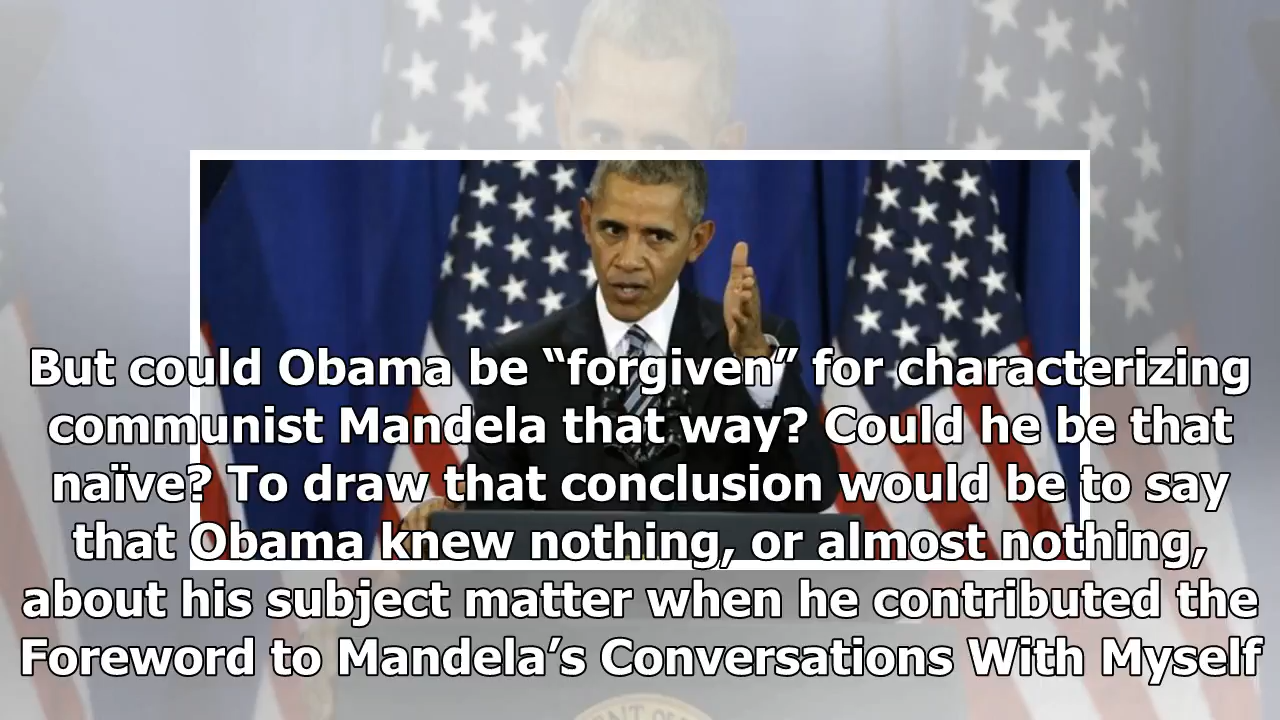 But could Obama be “forgiven” for characterizing
communist Mandela that way? Could he be that
naïve? To draw that conclusion would be to say
that Obama knew nothing, or almost nothing,
about his subject matter when he contributed the
Foreword to Mandela’s Conversations With Myself